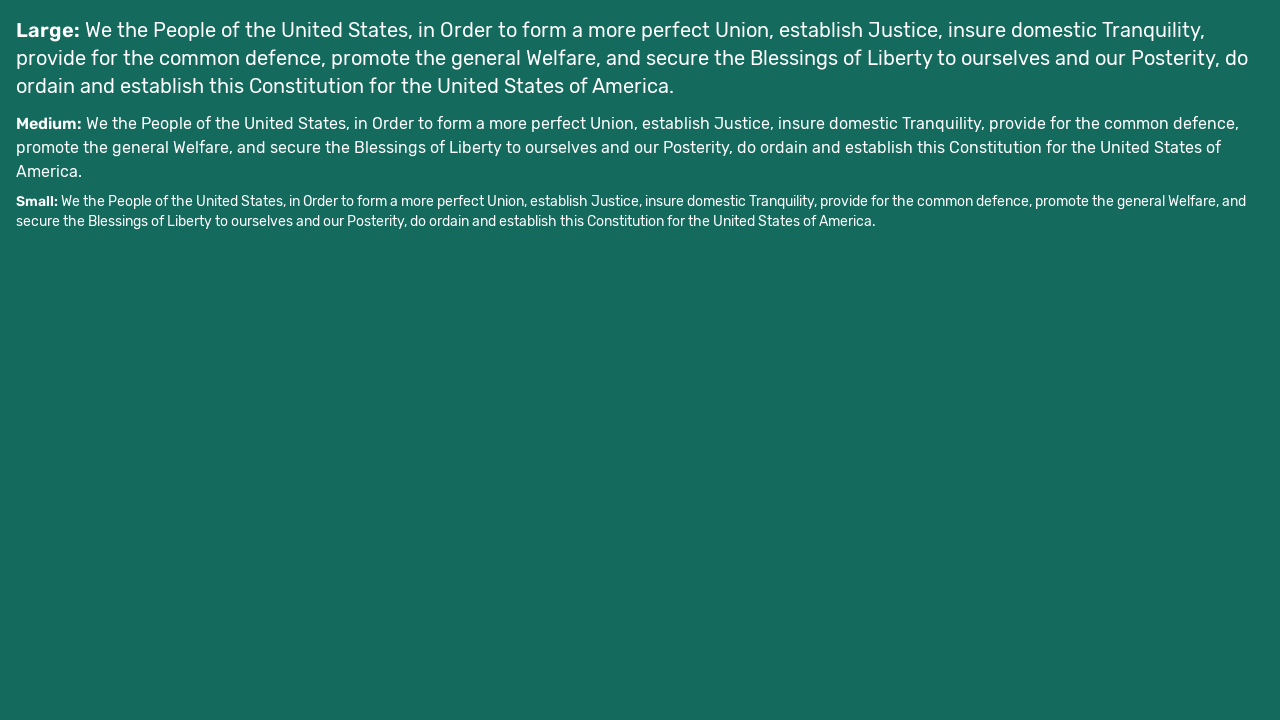 Large: We the People of the United States, in Order to form a more perfect Union, establish Justice, insure domestic Tranquility,
provide for the common defence, promote the general Welfare, and secure the Blessings of Liberty to ourselves and our Posterity, do
ordain and establish this Constitution for the United States of America.
Medium: We the People of the United States, in Order to form a more perfect Union, establish Justice, insure domestic Tranquility, provide for the common defence,
promote the general Welfare, and secure the Blessings of Liberty to ourselves and our Posterity, do ordain and establish this Constitution for the United States of
America.
Small: We the People of the United States, in Order to form a more perfect Union, establish Justice, insure domestic Tranquility, provide for the common defence, promote the general Welfare, and
secure the Blessings of Liberty to ourselves and our Posterity, do ordain and establish this Constitution for the United States of America.